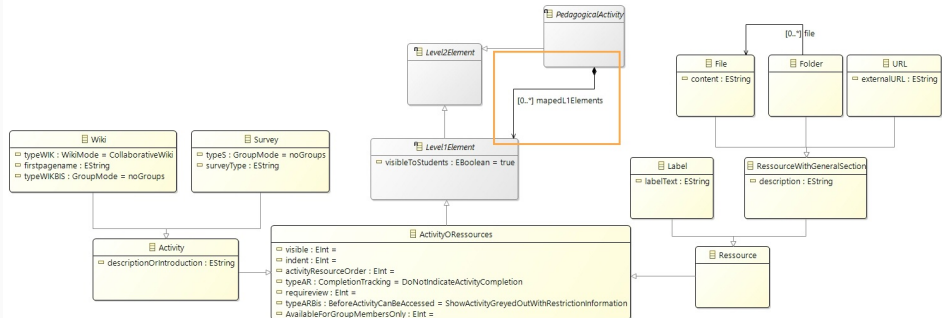 PedagogicalActivity
[0..*] file
Level2Element
File
content : EString
Folder
URL
externalURL : EString
[0..*] mapedL1Elements
Wiki
typeWIK : WikiMode = CollaborativeWiki
firstpagename : EString
typeWIKBIS : GroupMode = noGroups
Survey
typeS : GroupMode = noGroups
surveyType : EString
Level1Element
visibleToStudents : EBoolean = true
Label
labelText : EString
RessourceWithGeneralSection
description : EString
Activity
descriptionOrIntroduction : EString
ActivityORessources
visible : EInt =
indent : EInt =
activityResourceOrder : EInt =
typeAR : CompletionTracking = DoNotIndicateActivityCompletion
requireview : EInt =
typeARBis : BeforeActivityCanBeAccessed = ShowActivityGreyedOutWithRestrictionInformation
AvailableForGroupMembersOnly : EInt =
Ressource